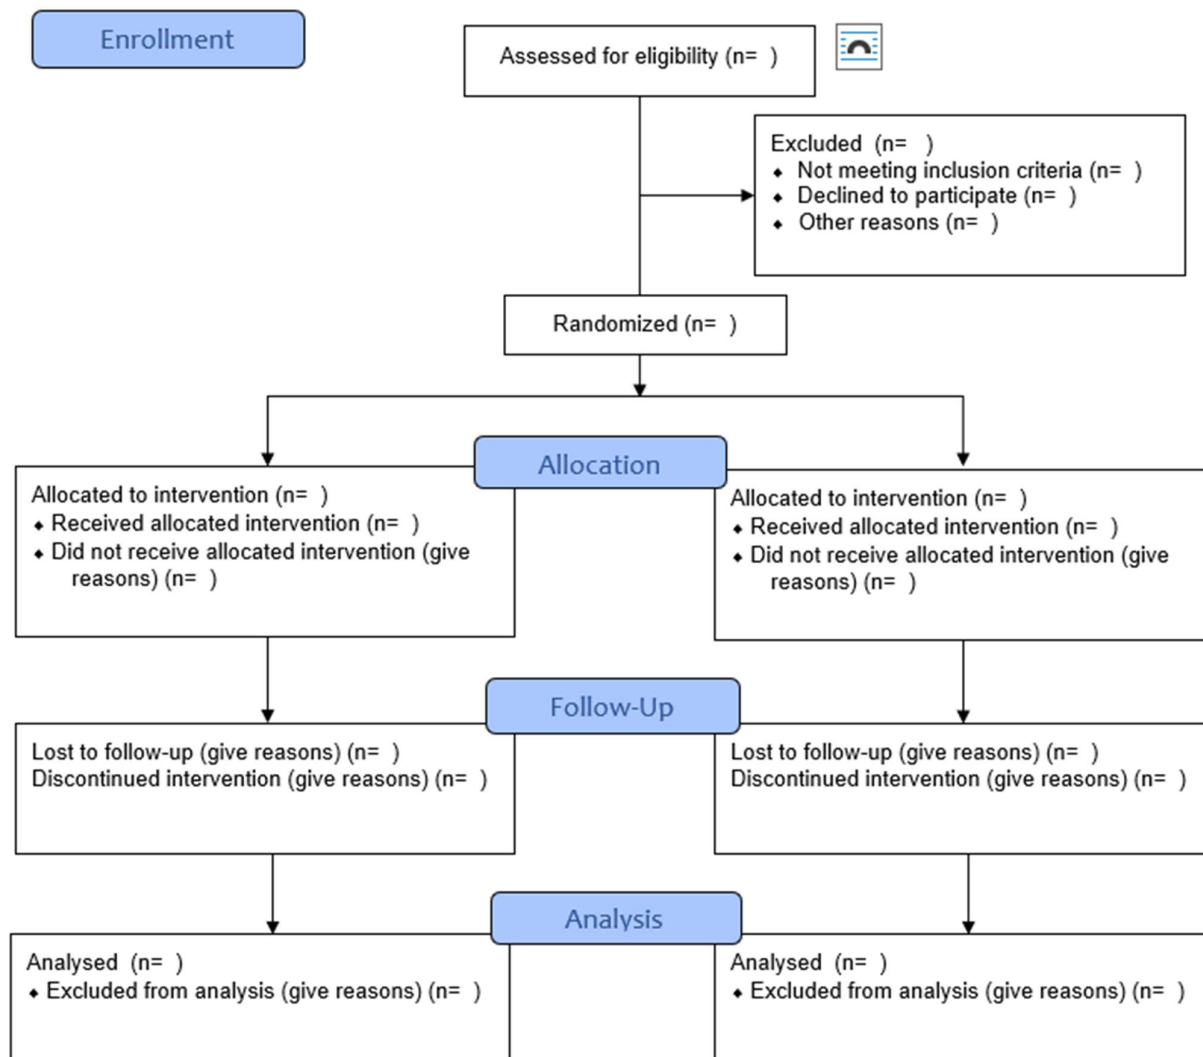 Enrollment
Assessed for eligibility (n=  )
Excluded  (n=   )
⬥ Not meeting inclusion criteria (n=  )
⬥ Declined to participate (n=  )
⬥ Other reasons (n=  )
Randomized (n=  )
Allocation
Allocated to intervention (n=  )
⬥ Received allocated intervention (n=  )
⬥ Did not receive allocated intervention (give
reasons) (n=  )
Allocated to intervention (n=  )
⬥ Received allocated intervention (n=  )
⬥ Did not receive allocated intervention (give
reasons) (n=  )
Follow-Up
Lost to follow-up (give reasons) (n=  )
Discontinued intervention (give reasons) (n=  )
Lost to follow-up (give reasons) (n=  )
Discontinued intervention (give reasons) (n=  )
Analysis
Analysed  (n=  )
⬥ Excluded from analysis (give reasons) (n=  )
Analysed  (n=  )
⬥ Excluded from analysis (give reasons) (n=  )